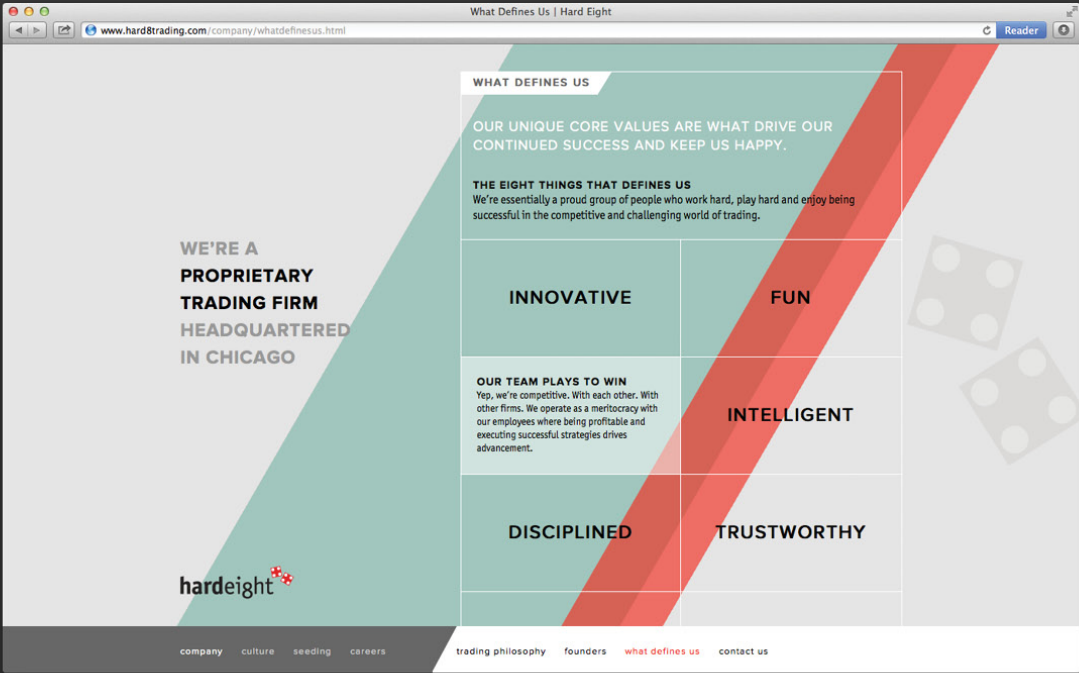 What Defines Us | Hard Eight
www.hard8trading.com/company/whatdefinesus.html
Reader
WHAT DEFINES US
OUR UNIQUE CORE VALUES ARE WHAT DRIVE OUR
CONTINUED SUCCESS AND KEEP US HAPPY.
THE EIGHT THINGS THAT DEFINES US
We're essentially a proud group of people who work hard, play hard and enjoy being
successful in the competitive and challenging world of trading.
WE'RE A
PROPRIETARY
TRADING FIRM
HEADQUARTERED
IN CHICAGO
INNOVATIVE
FUN
OUR TEAM PLAYS TO WIN
Yep, we're competitive. With each other. With
other firms. We operate as a meritocracy with
our employees where being profitable and
executing successful strategies drives
advancement.
INTELLIGENT
DISCIPLINED
TRUSTWORTHY
hardeight
company culture seeding careers
trading philosophy founders what defines us contact us